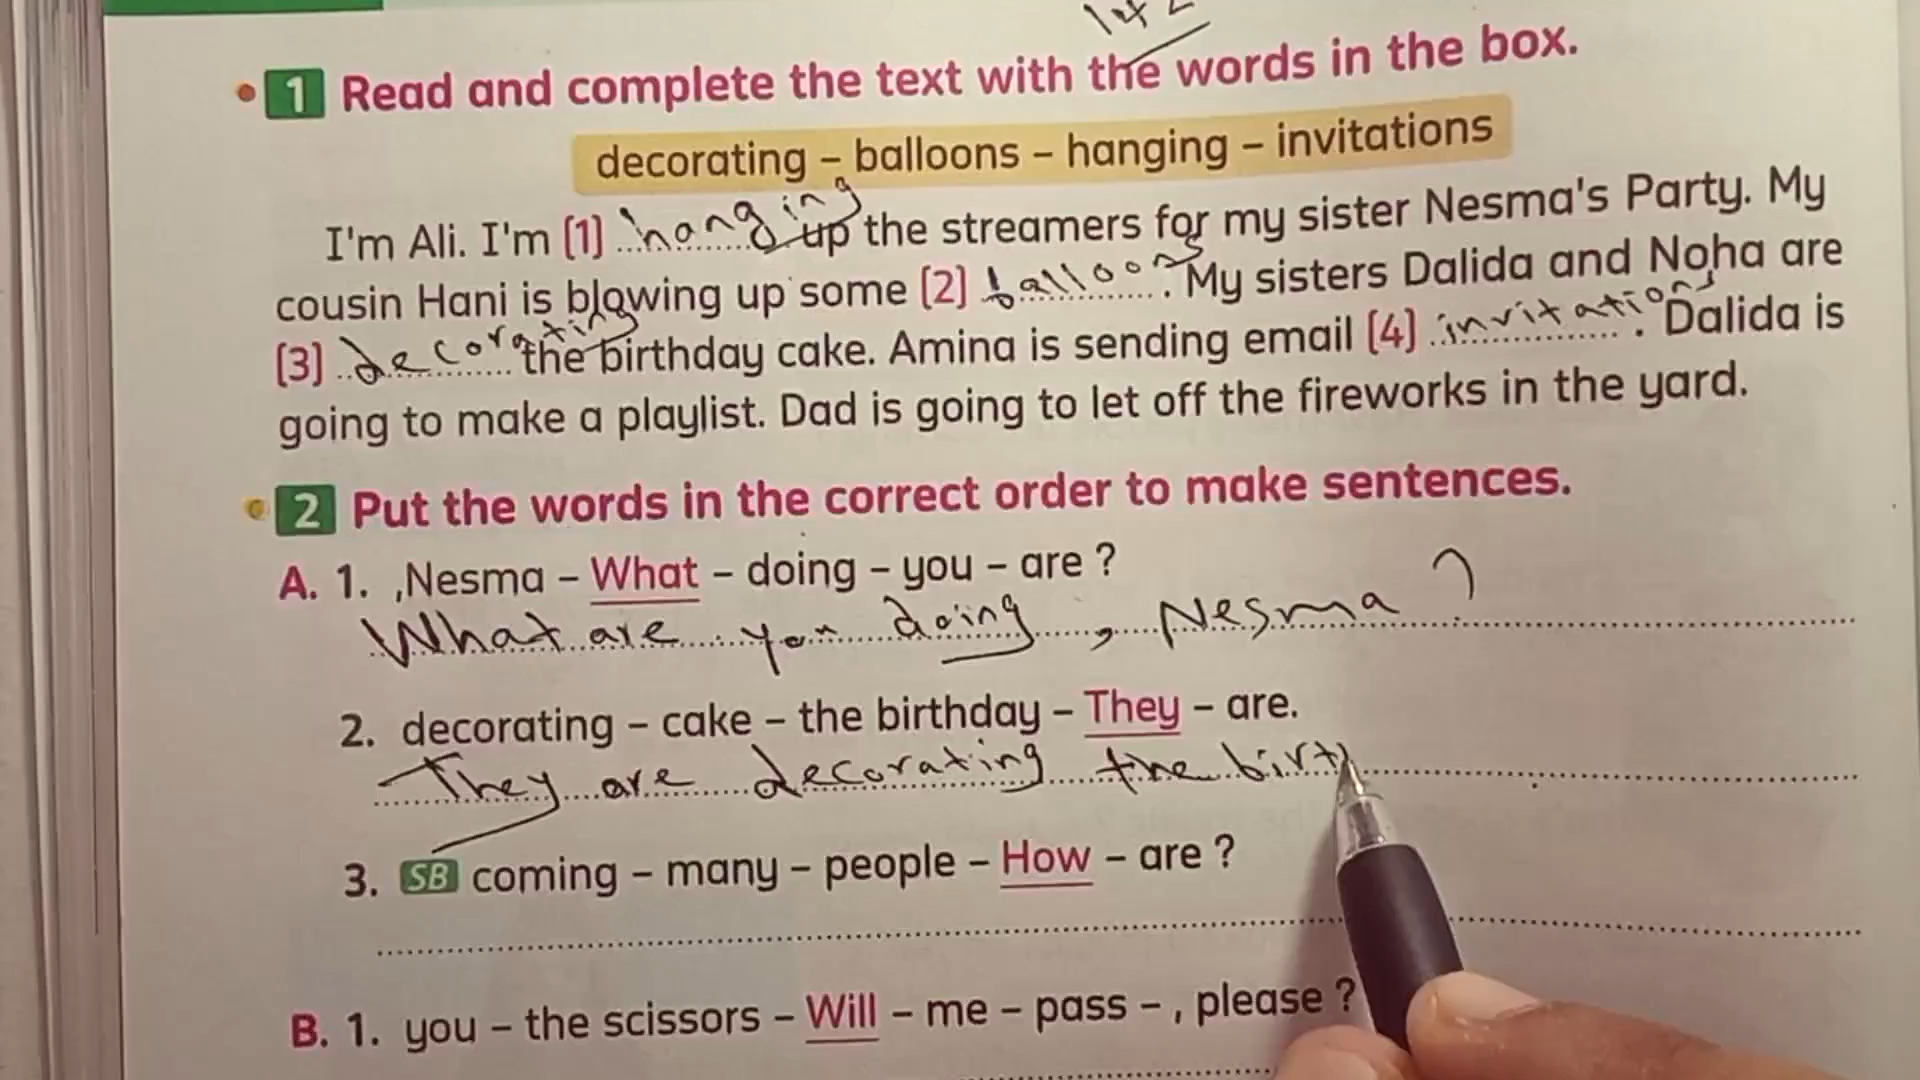 142
1 Read and complete the text with the words in the box.
decorating – balloons – hanging – invitations
I'm Ali. I'm (1) hanging up the streamers for my sister Nesma's Party. My
cousin Hani is blowing up some (2) balloons. My sisters Dalida and Noha are
(3) decorating the birthday cake. Amina is sending email (4) invitations. Dalida is
going to make a playlist. Dad is going to let off the fireworks in the yard.
2 Put the words in the correct order to make sentences.
A. 1. ,Nesma – What – doing – you – are ?
What are you doing, Nesma ?
2. decorating – cake – the birthday – They – are.
They are decorating the birth
3. SB coming – many – people – How – are ?
B. 1. you – the scissors – Will – me – pass – , please ?